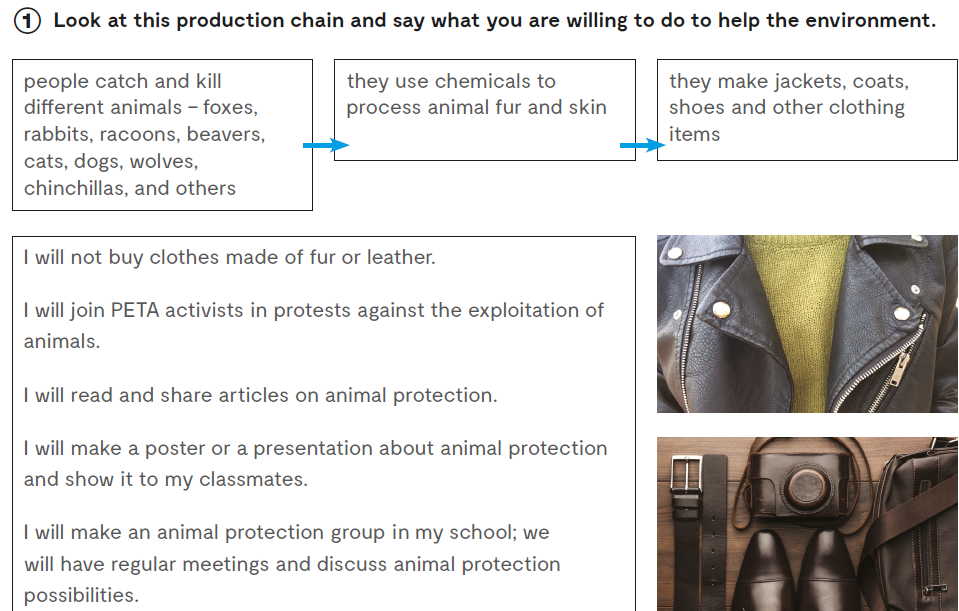 1 Look at this production chain and say what you are willing to do to help the environment.
people catch and kill
different animals – foxes,
rabbits, racoons, beavers,
cats, dogs, wolves,
chinchillas, and others
they use chemicals to
process animal fur and skin
they make jackets, coats,
shoes and other clothing
items
I will not buy clothes made of fur or leather.
I will join PETA activists in protests against the exploitation of
animals.
I will read and share articles on animal protection.
I will make a poster or a presentation about animal protection
and show it to my classmates.
I will make an animal protection group in my school; we
will have regular meetings and discuss animal protection
possibilities.